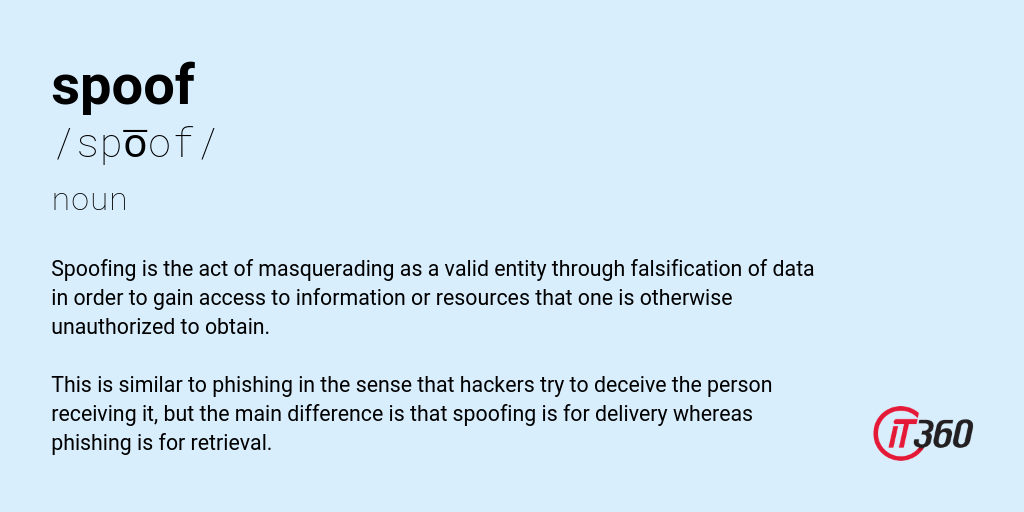 spoof
/spōof/
noun
Spoofing is the act of masquerading as a valid entity through falsification of data
in order to gain access to information or resources that one is otherwise
unauthorized to obtain.
This is similar to phishing in the sense that hackers try to deceive the person
receiving it, but the main difference is that spoofing is for delivery whereas
phishing is for retrieval.
iT360